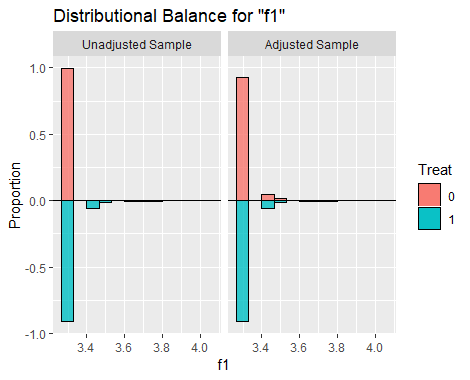 Distributional Balance for "f1"
Unadjusted Sample Adjusted Sample
1.0
0.5
0.0
-0.5
-1.0
Proportion
3.4 3.6 3.8 4.0 3.4 3.6 3.8 4.0
f1
Treat
0
1